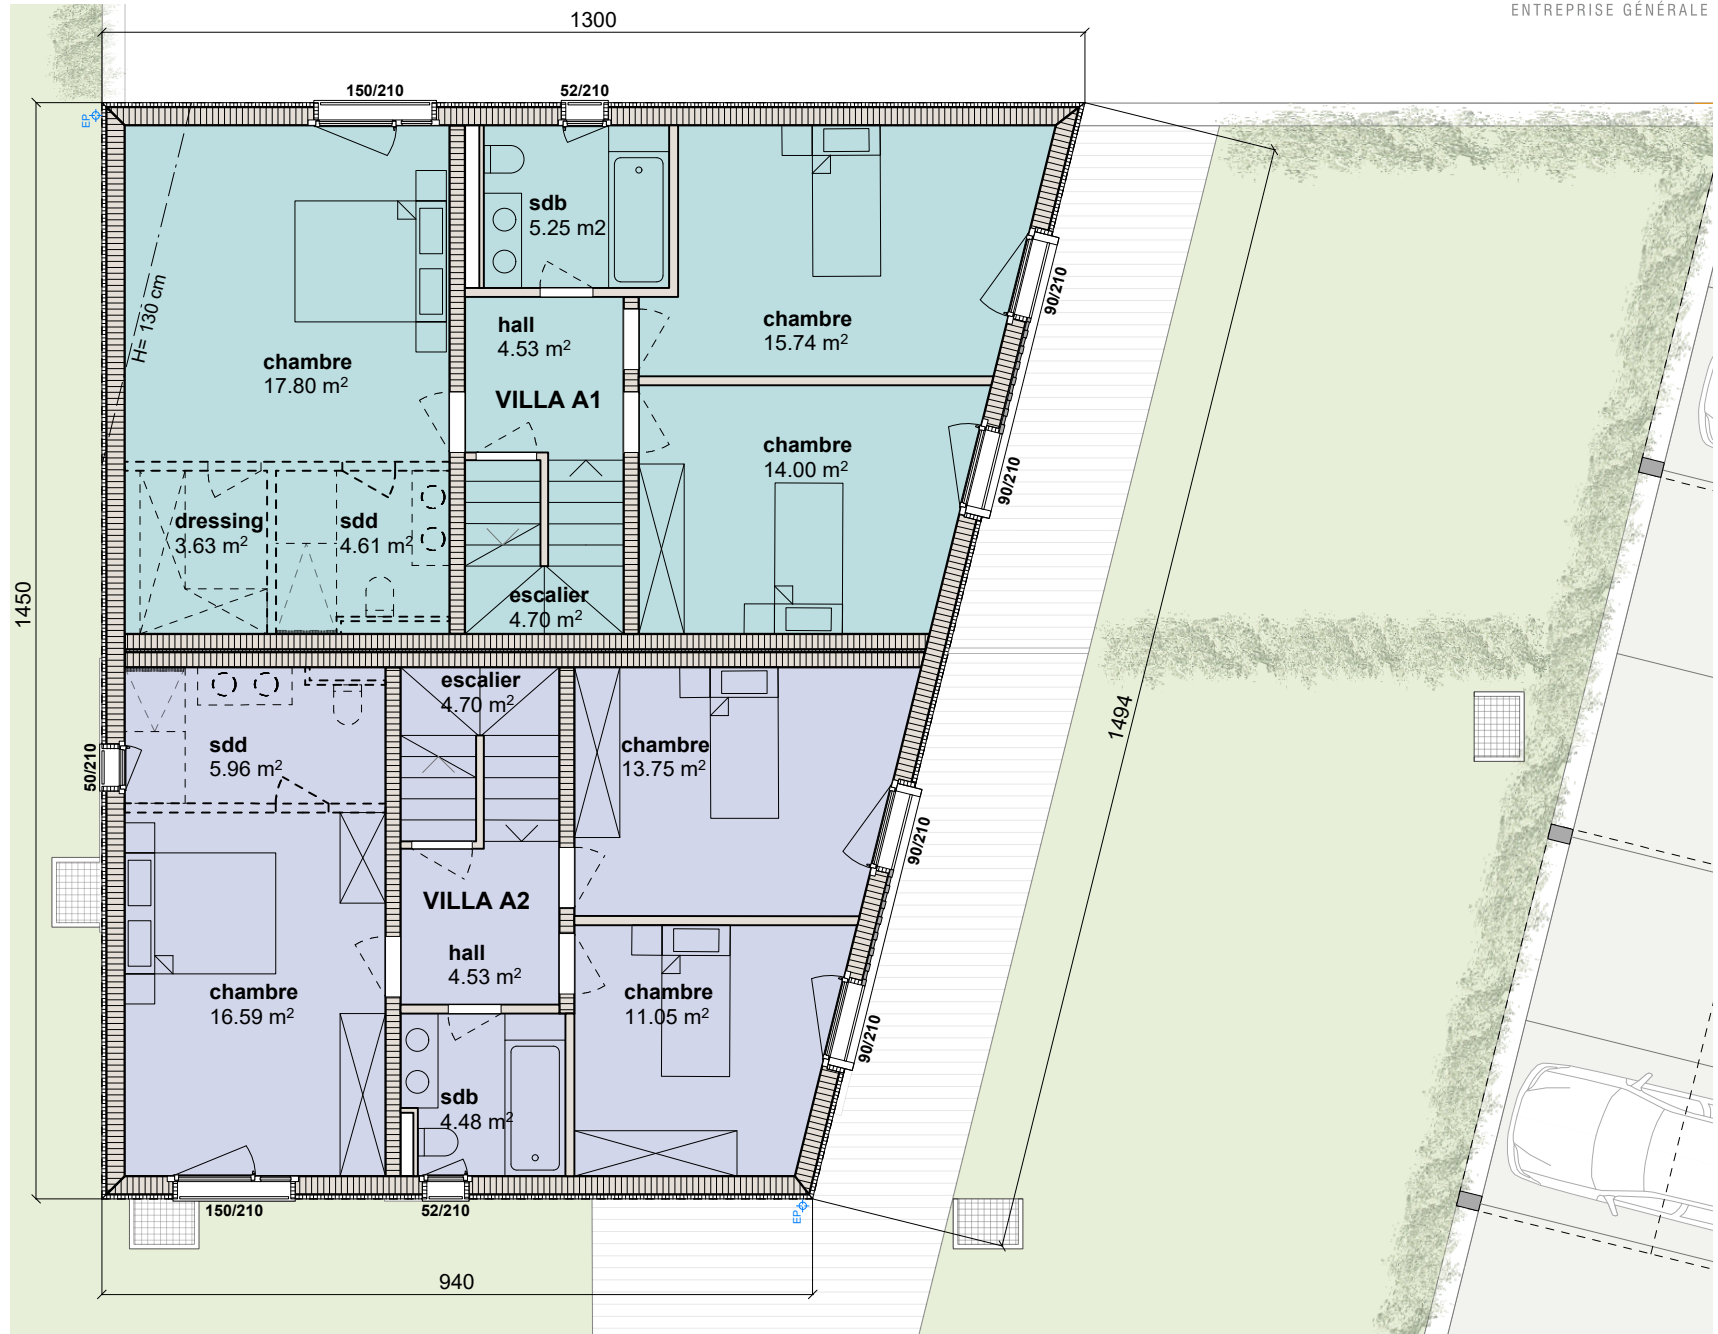 ENTREPRISE GÉNÉRALE
1300
150/210
52/210
EP
sdb
5.25 m2
H= 130 cm
90/210
hall
4.53 m²
chambre
15.74 m²
chambre
17.80 m²
VILLA A1
chambre
14.00 m²
90/210
dressing
3.63 m²
sdd
4.61 m²
escalier
4.70 m²
1450
escalier
4.70 m²
1494
sdd
5.96 m²
chambre
13.75 m²
50/210
90/210
VILLA A2
hall
4.53 m²
chambre
16.59 m²
chambre
11.05 m²
90/210
sdb
4.48 m²
150/210
52/210
EP
940